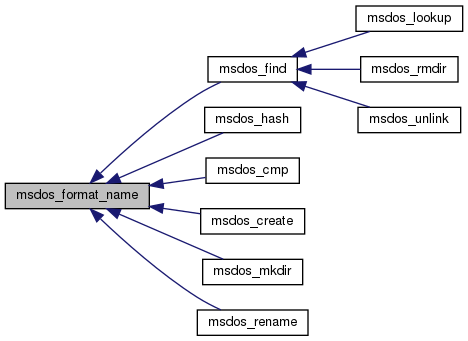 msdos_lookup
msdos_find
msdos_rmdir
msdos_unlink
msdos_hash
msdos_cmp
msdos_format_name
msdos_create
msdos_mkdir
msdos_rename